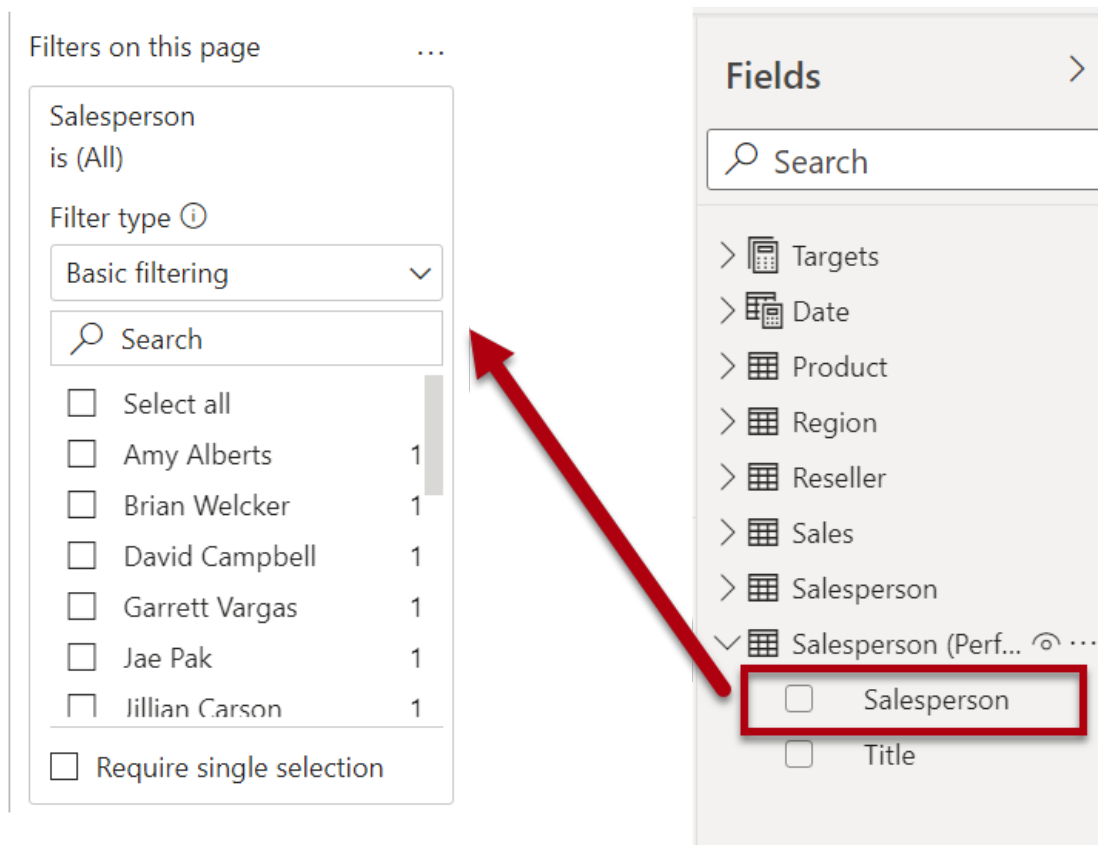 Filters on this page
...
Salesperson
is (All)
Filter type
Basic filtering
Search
Select all
Amy Alberts 1
Brian Welcker 1
David Campbell 1
Garrett Vargas 1
Jae Pak 1
Jillian Carson 1
Require single selection
Fields
Search
Targets
Date
Product
Region
Reseller
Sales
Salesperson
Salesperson (Perf... ...
Salesperson
Title